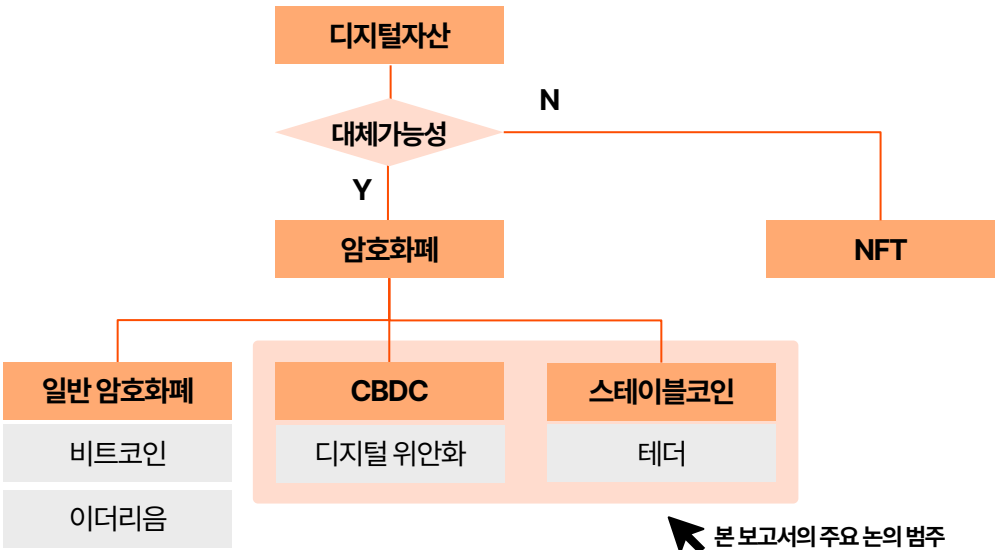 디지털자산
N
대체가능성
Y
암호화폐
NFT
일반 암호화폐
CBDC
스테이블코인
비트코인
디지털 위안화
테더
이더리움
본 보고서의 주요 논의 범주